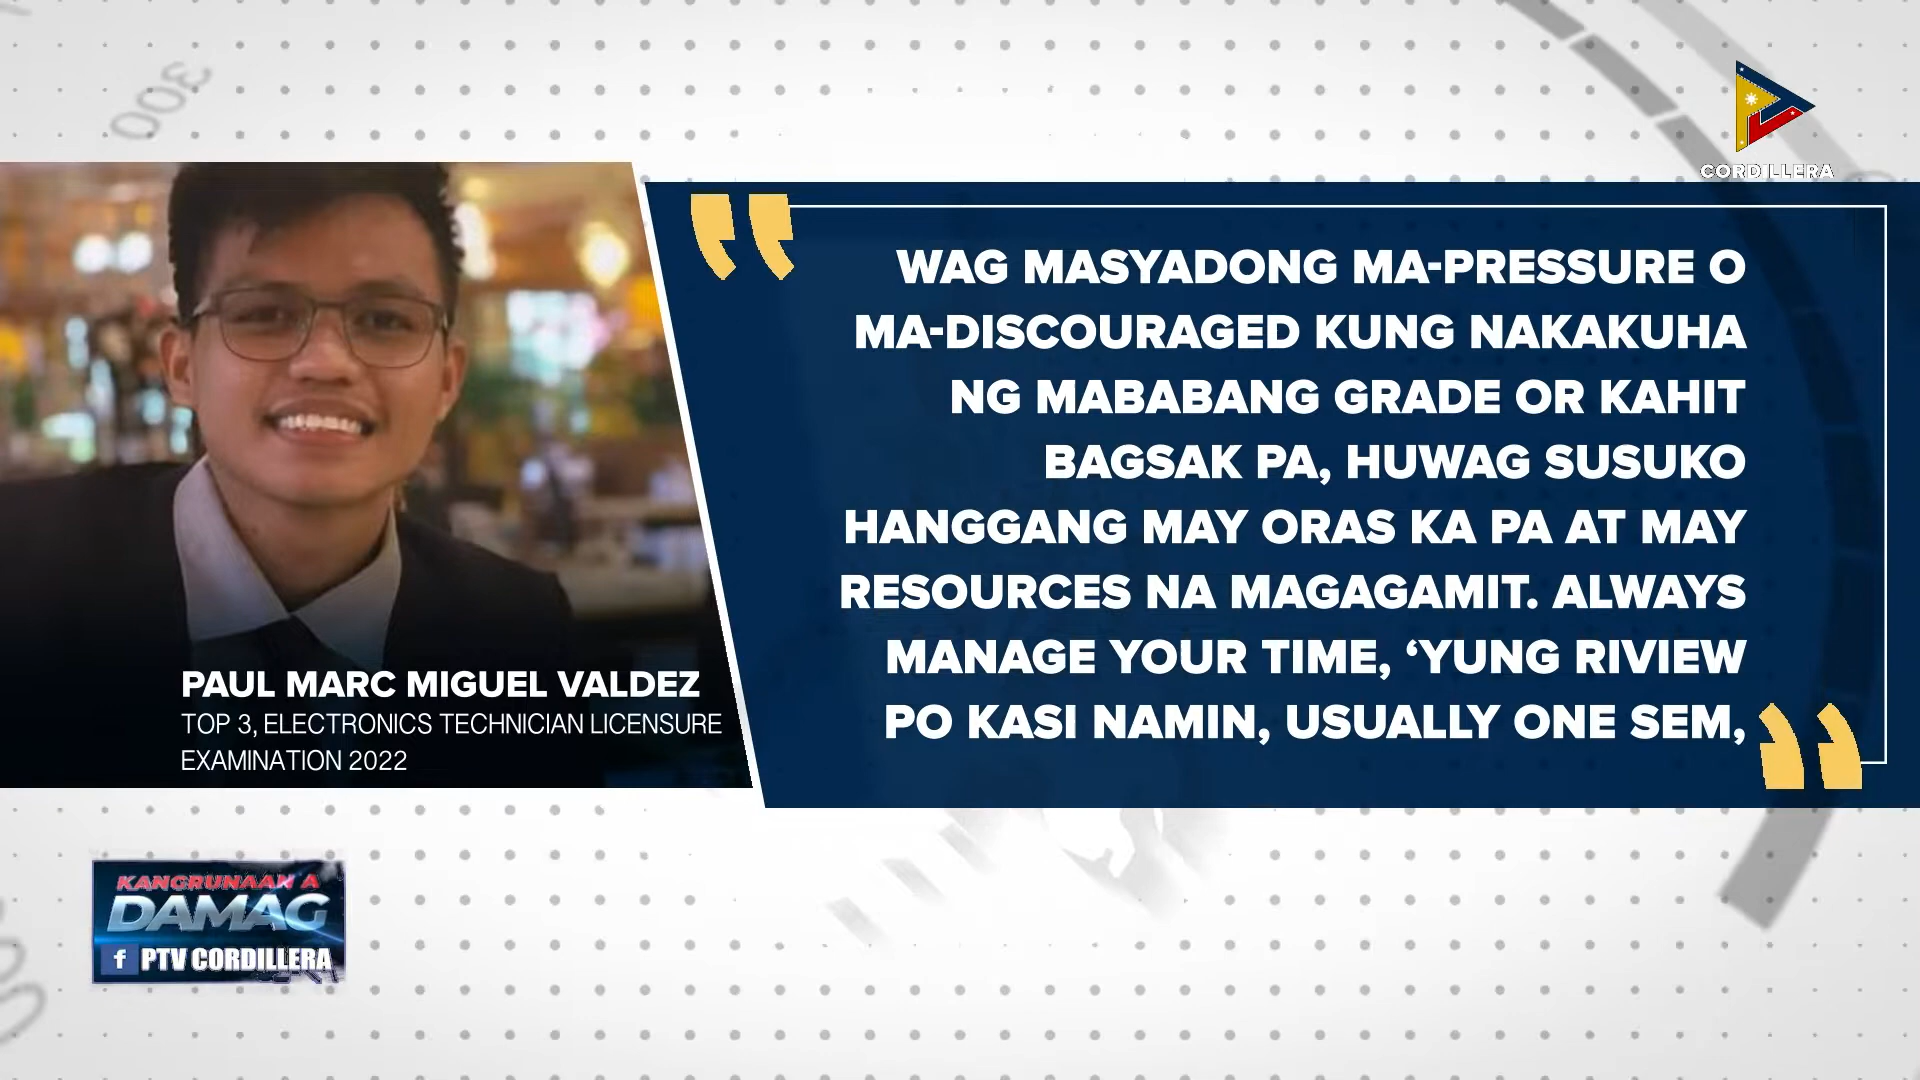 CORDILLERA
WAG MASYADONG MA-PRESSURE O
MA-DISCOURAGED KUNG NAKAKUHA
NG MABABANG GRADE OR KAHIT
BAGSAK PA, HUWAG SUSUKO
HANGGANG MAY ORAS KA PA AT MAY
RESOURCES NA MAGAGAMIT. ALWAYS
MANAGE YOUR TIME, ‘YUNG RIVIEW
PO KASI NAMIN, USUALLY ONE SEM,
PAUL MARC MIGUEL VALDEZ
TOP 3, ELECTRONICS TECHNICIAN LICENSURE
EXAMINATION 2022
KANGRUNAAN A
DAMAG
f PTV CORDILLERA